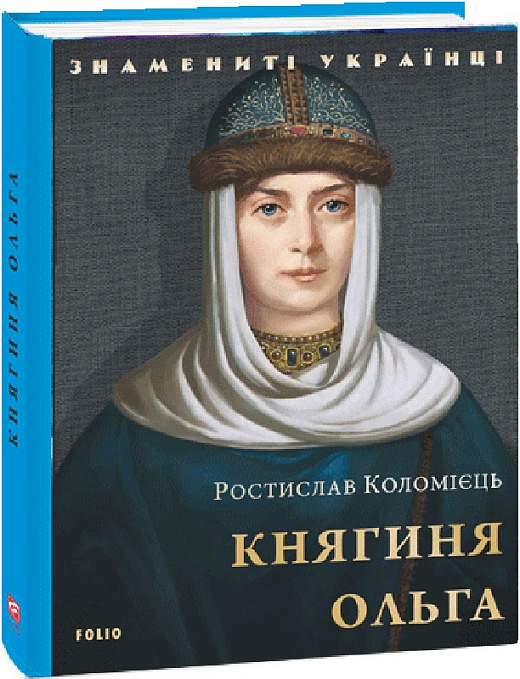 ЗНАМЕНИТІ УКРАЇНЦІ
КНЯГИНЯ ОЛЬГА
Ростислав Коломієць
КНЯГИНЯ
ОЛЬГА
FOLIO